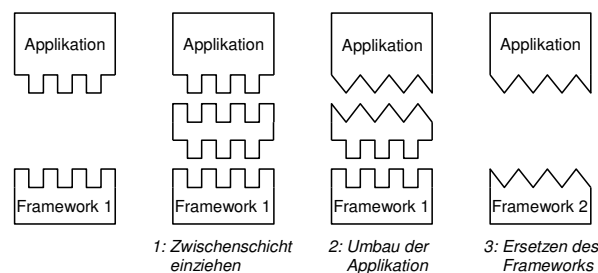 Applikation
Applikation
Applikation
Applikation
Framework 1
Framework 1
Framework 1
Framework 2
1: Zwischenschicht
einziehen
2: Umbau der
Applikation
3: Ersetzen des
Frameworks